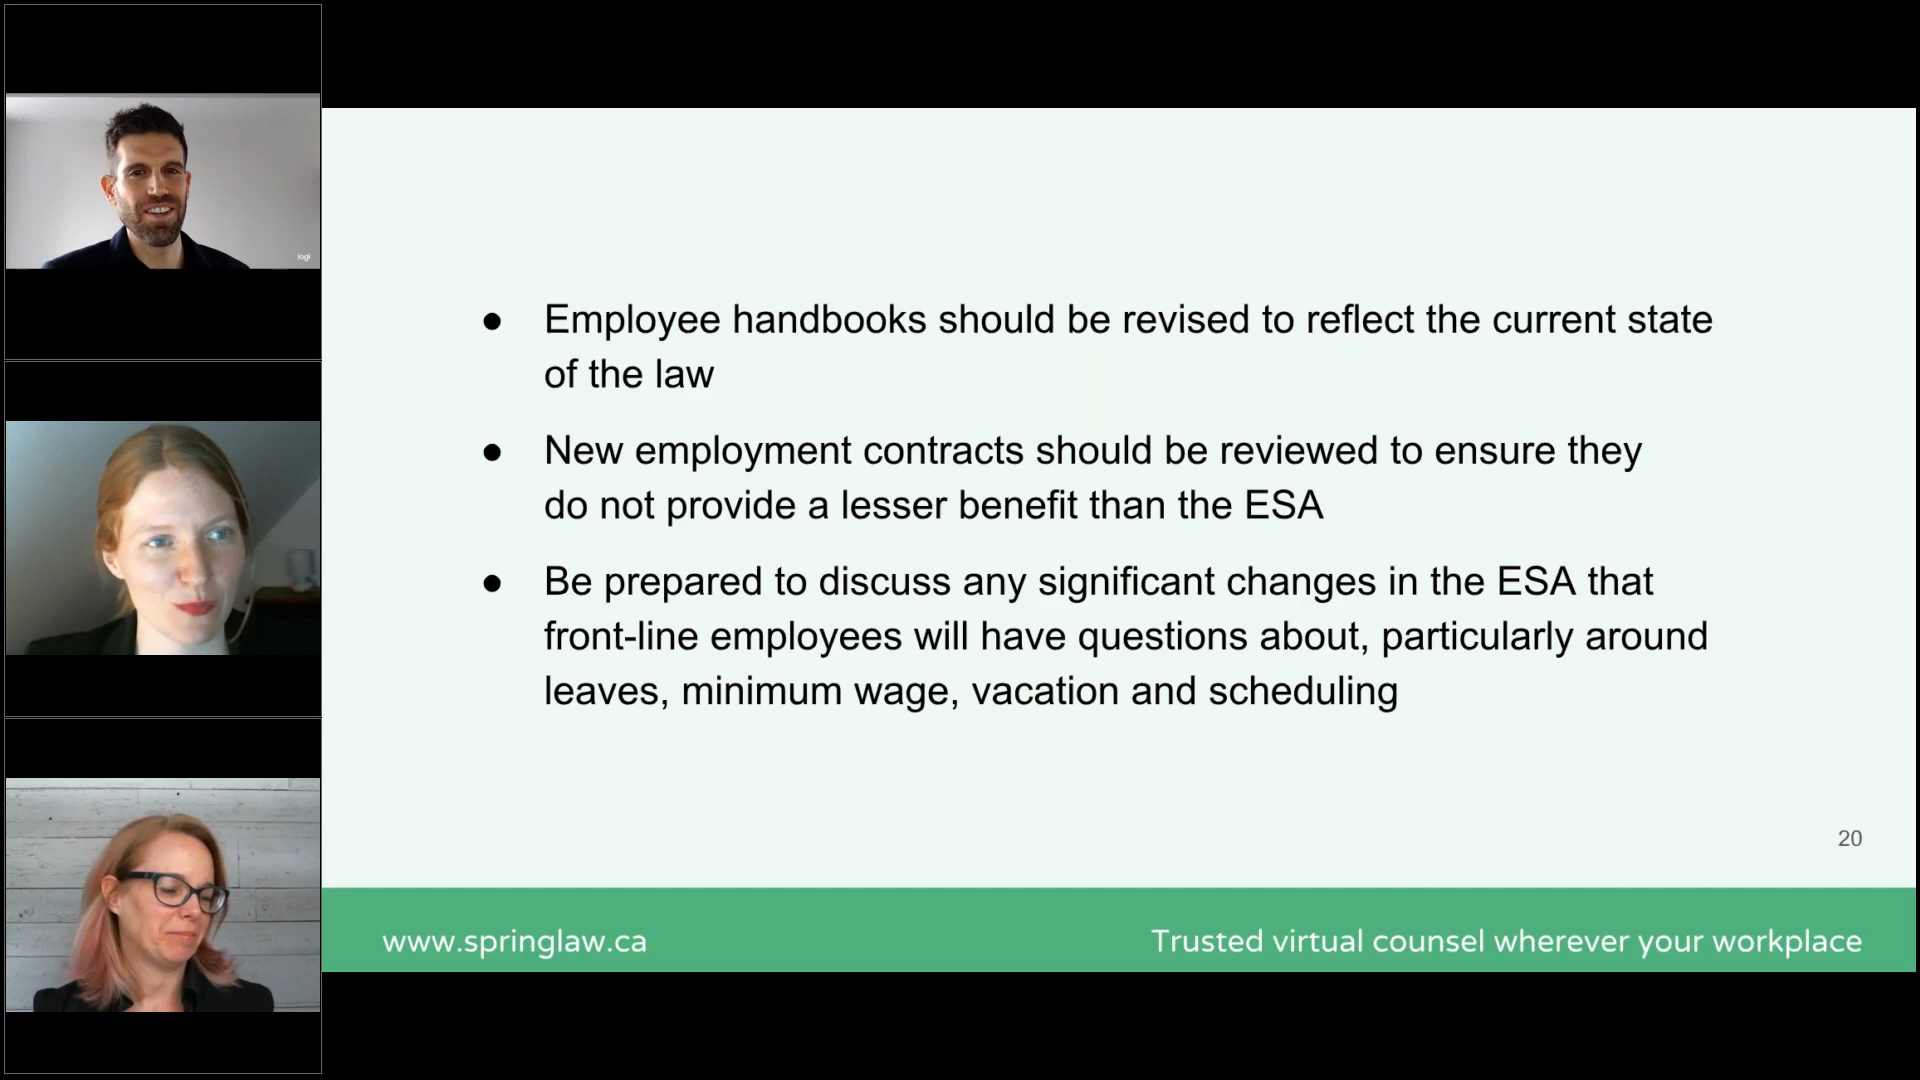 logi
● Employee handbooks should be revised to reflect the current state
of the law
● New employment contracts should be reviewed to ensure they
do not provide a lesser benefit than the ESA
● Be prepared to discuss any significant changes in the ESA that
front-line employees will have questions about, particularly around
leaves, minimum wage, vacation and scheduling
20
www.springlaw.ca
Trusted virtual counsel wherever your workplace